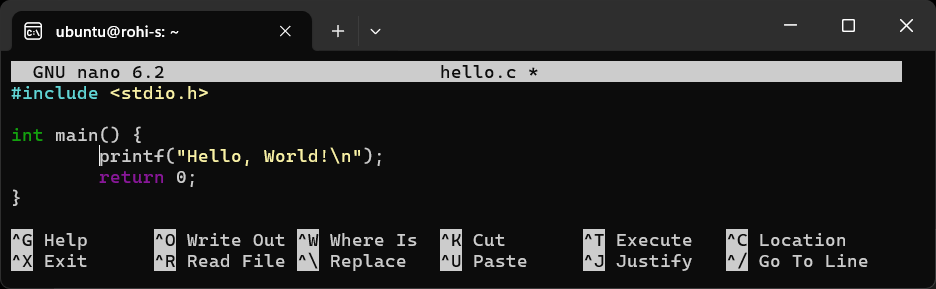 ubuntu@rohi-s: ~
GNU nano 6.2 hello.c *
#include <stdio.h>
int main() {
printf("Hello, World!\n");
return 0;
}
^G Help ^O Write Out ^W Where Is ^K Cut ^T Execute ^C Location
^X Exit ^R Read File ^\ Replace ^U Paste ^J Justify ^/ Go To Line